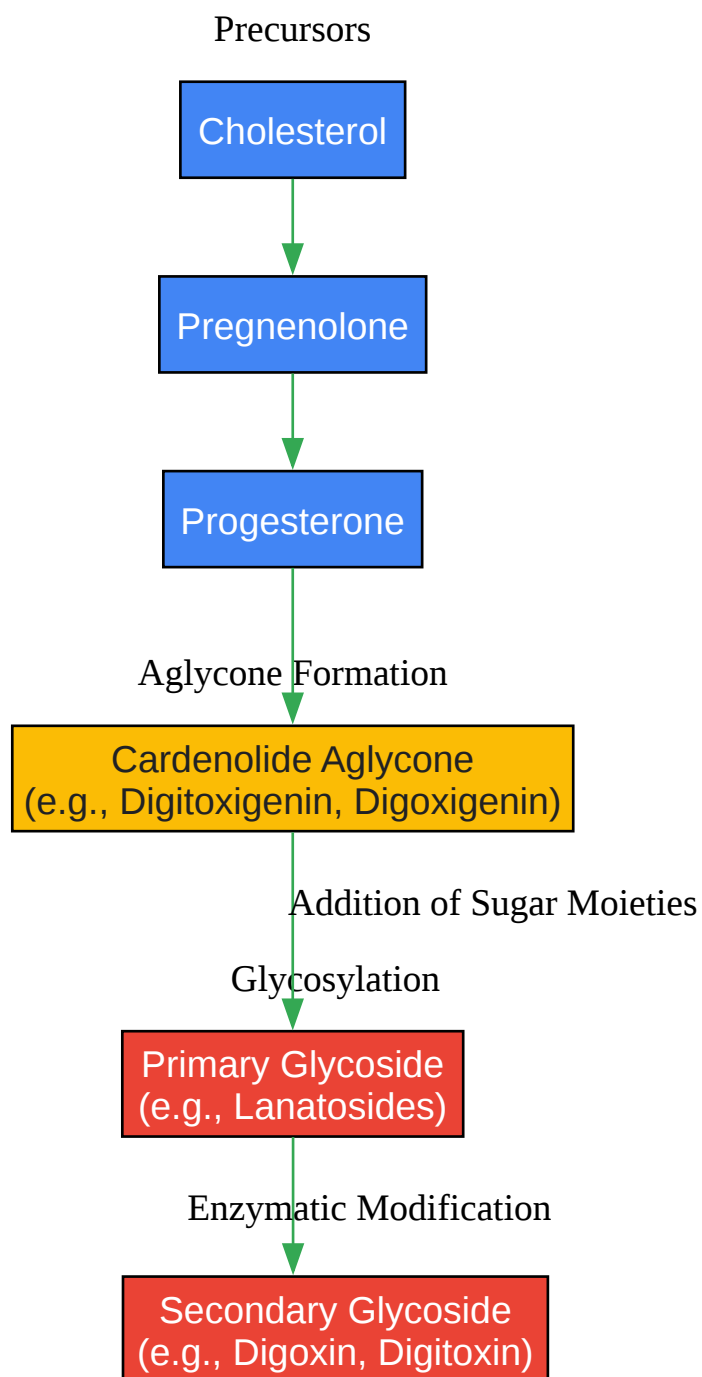 Precursors
Cholesterol
Pregnenolone
Progesterone
Aglycone Formation
Cardenolide Aglycone
(e.g., Digitoxigenin, Digoxigenin)
Addition of Sugar Moieties
Glycosylation
Primary Glycoside
(e.g., Lanatosides)
Enzymatic Modification
Secondary Glycoside
(e.g., Digoxin, Digitoxin)